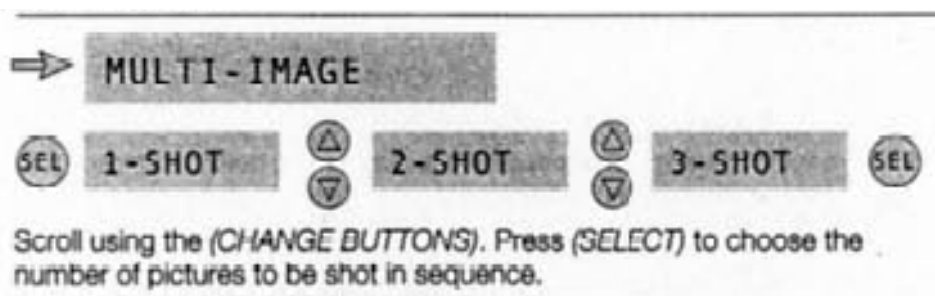 MULTI-IMAGE
SEL 1-SHOT 2-SHOT 3-SHOT SEL
Scroll using the (CHANGE BUTTONS). Press (SELECT) to choose the
number of pictures to be shot in sequence.